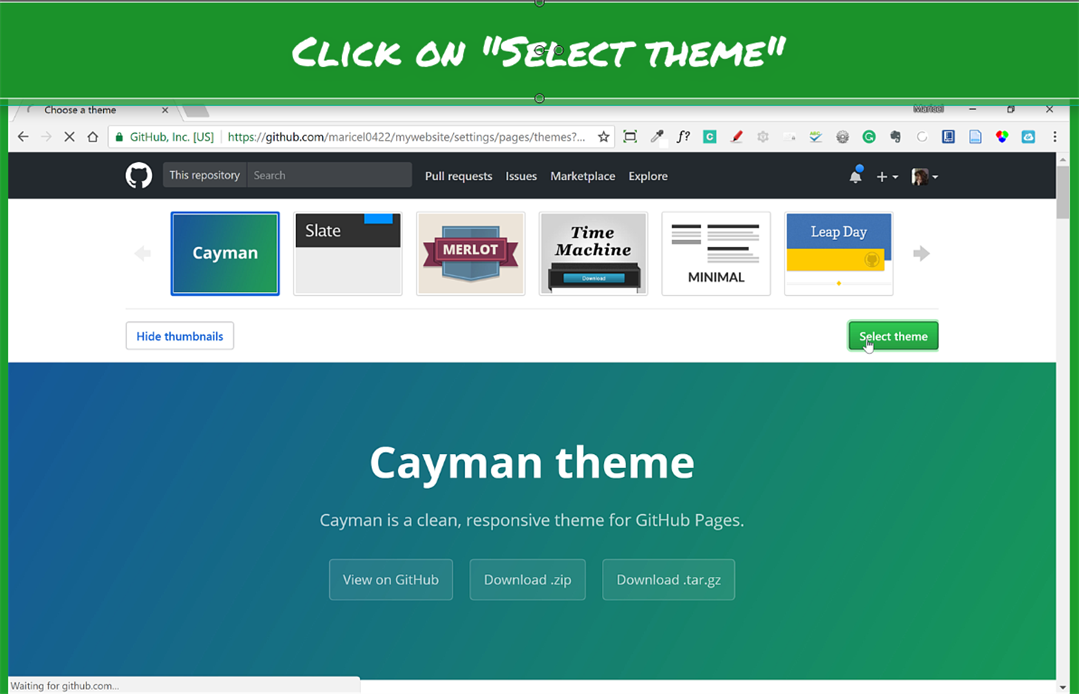 Click on "Select theme"
Choose a theme
Maricel
GitHub, Inc. [US] https://github.com/maricel0422/mywebsite/settings/pages/themes?...
f?
This repository Search Pull requests Issues Marketplace Explore
Cayman
Slate
MERLOT
Time
Machine
Download
MINIMAL
Leap Day
Hide thumbnails
Select theme
Cayman theme
Cayman is a clean, responsive theme for GitHub Pages.
View on GitHub Download .zip Download .tar.gz
Waiting for github.com...